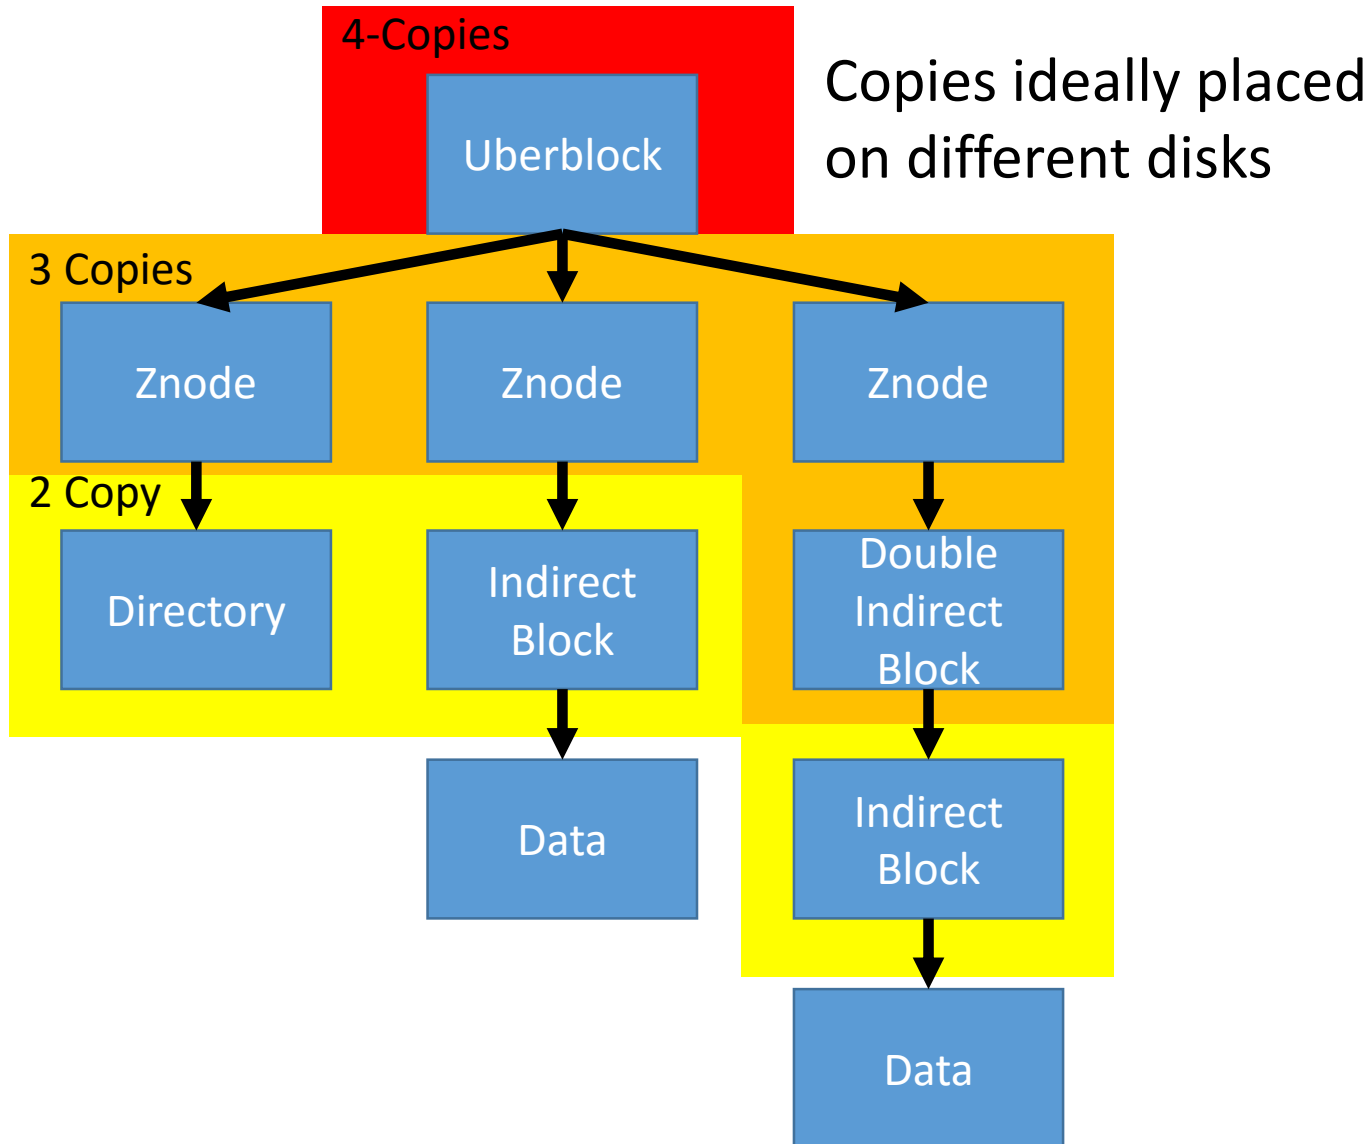 4-Copies
Copies ideally placed
on different disks
Uberblock
3 Copies
Znode
Znode
Znode
2 Copy
Directory
Indirect
Block
Double
Indirect
Block
Data
Indirect
Block
Data